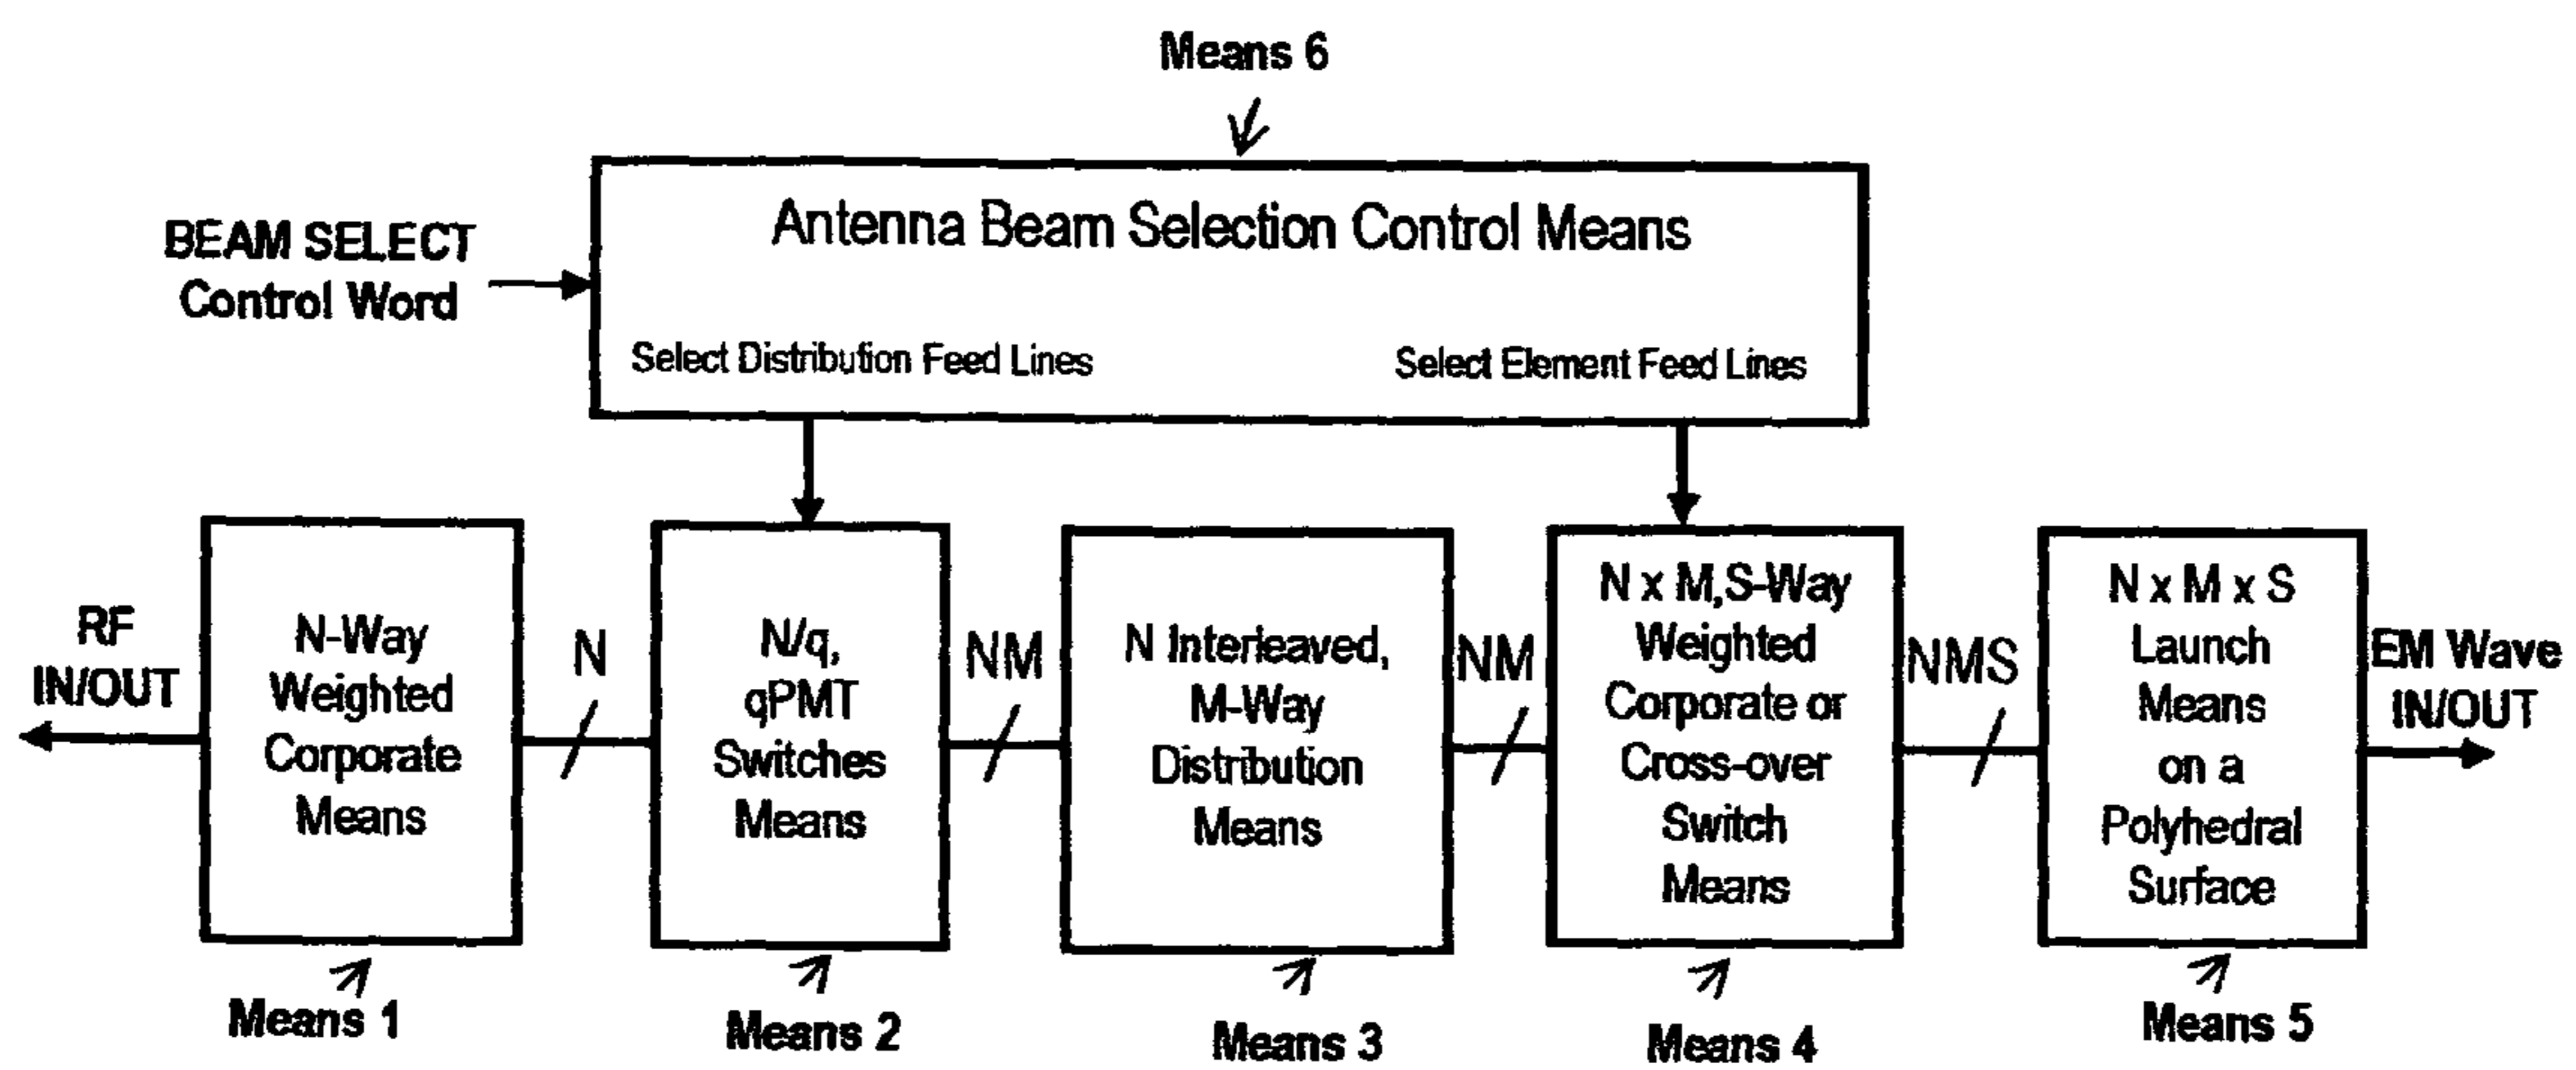 Means 6
Antenna Beam Selection Control Means
BEAM SELECT
Control Word
Select Distribution Feed Lines
Select Element Feed Lines
RF
IN/OUT
N-Way
Weighted
Corporate
Means
N
N/q,
qPMT
Switches
Means
NM
N Interleaved,
M-Way
Distribution
Means
NM
N x M,S-Way
Weighted
Corporate or
Cross-over
Switch
Means
NMS
N x M x S
Launch
Means
on a
Polyhedral
Surface
EM Wave
IN/OUT
Means 1
Means 2
Means 3
Means 4
Means 5